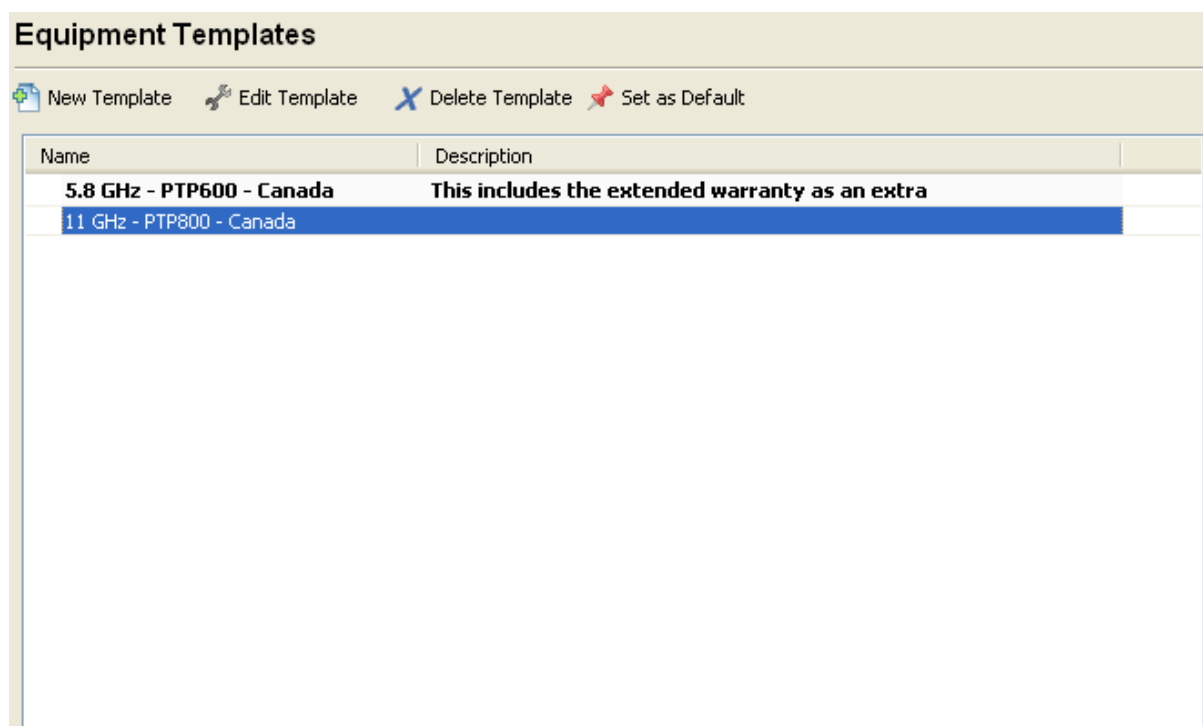 Equipment Templates
New Template Edit Template Delete Template Set as Default
Name Description
5.8 GHz - PTP600 - Canada This includes the extended warranty as an extra
11 GHz - PTP800 - Canada